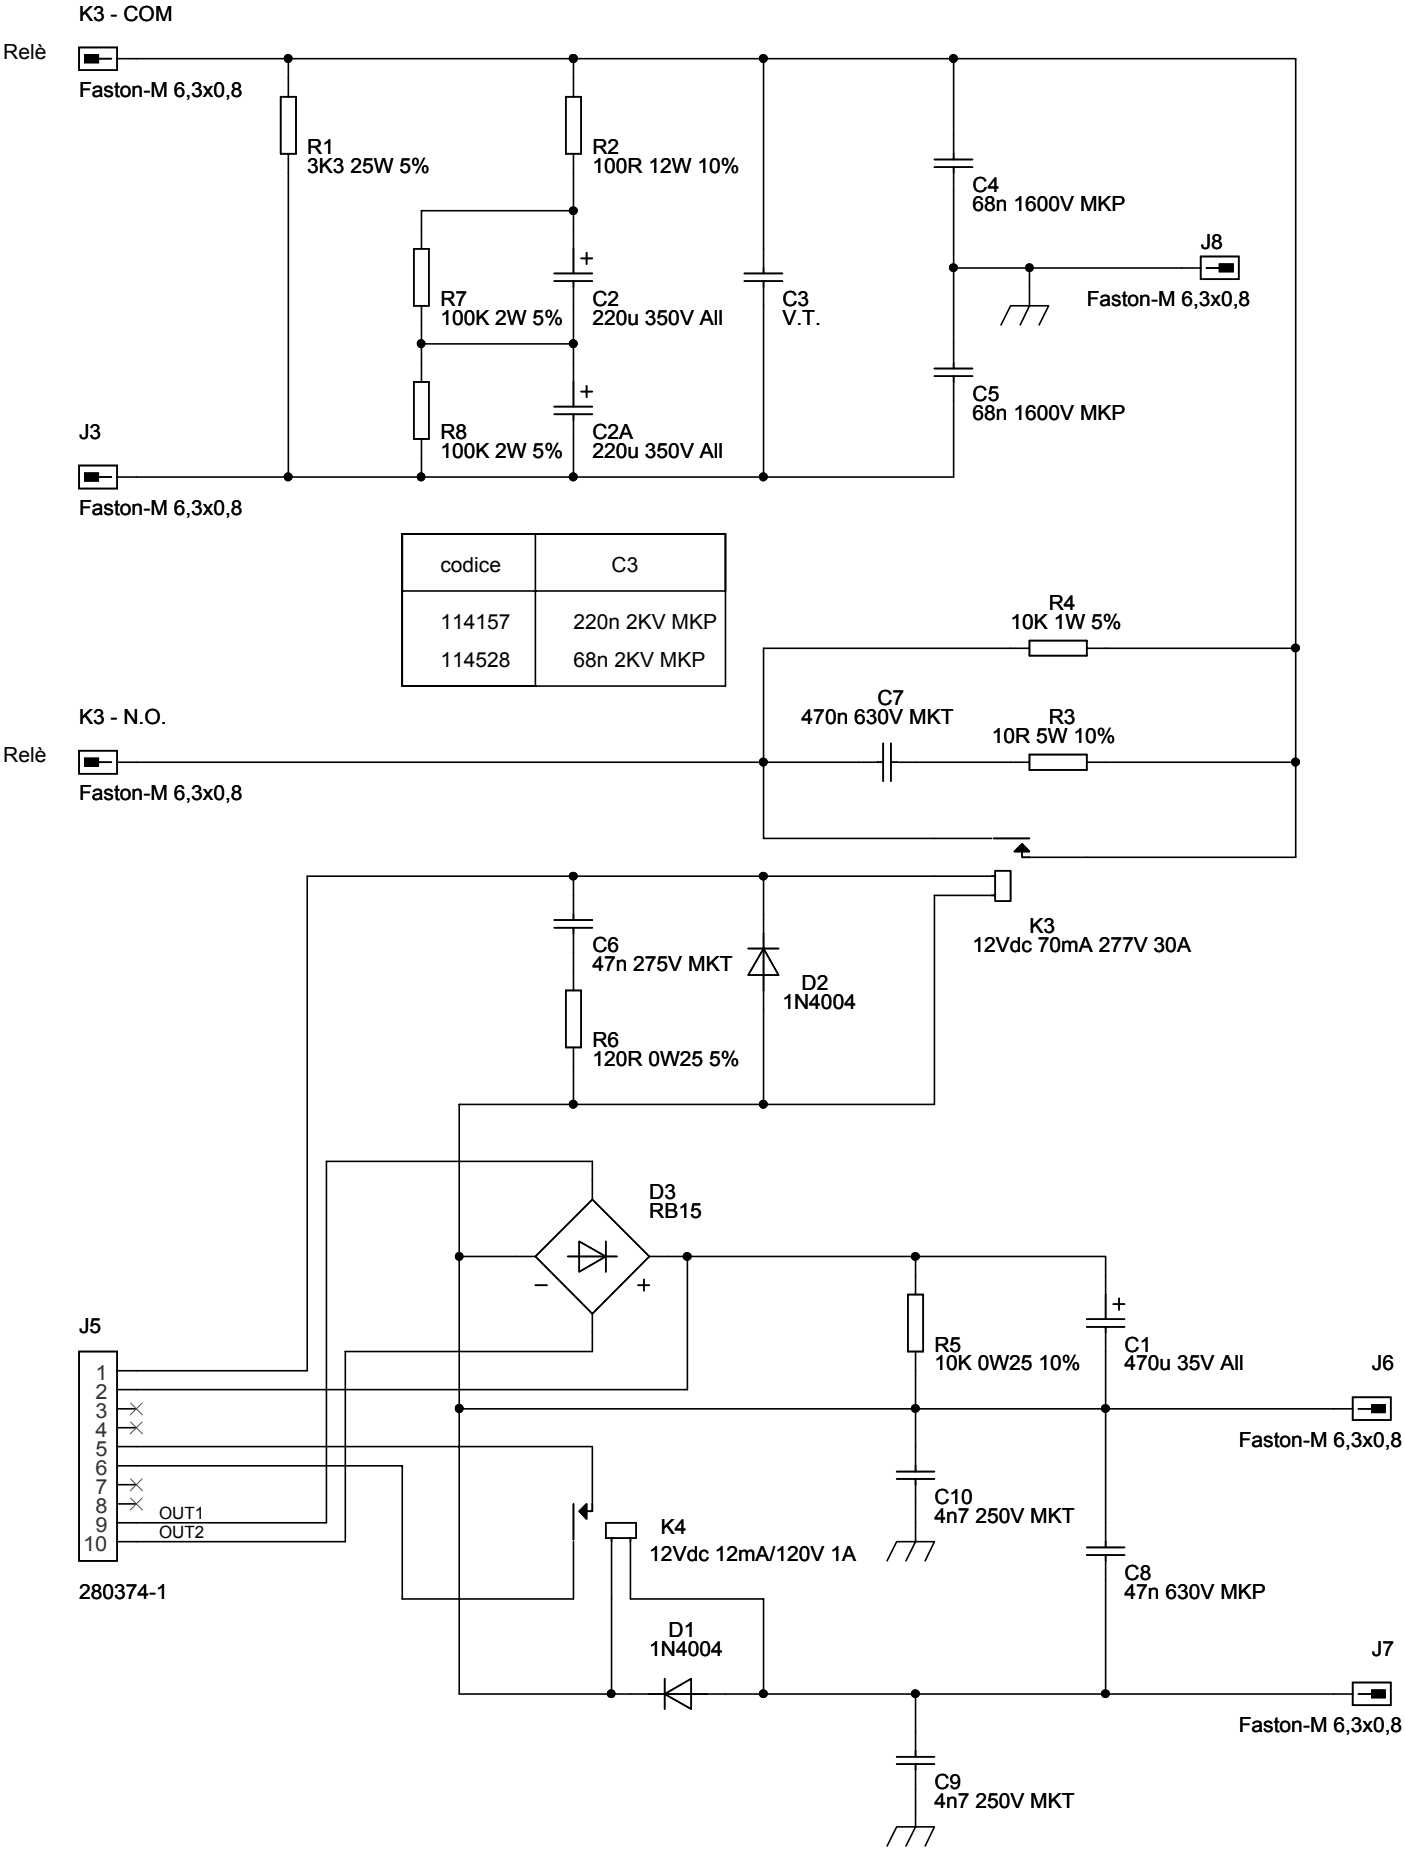 K3 - COM
Relè
Faston-M 6,3x0,8
R1
3K3 25W 5%
R2
100R 12W 10%
C4
68n 1600V MKP
J8
Faston-M 6,3x0,8
R7
100K 2W 5%
+
C2
220u 350V All
C3
V.T.
C5
68n 1600V MKP
J3
R8
100K 2W 5%
+
C2A
220u 350V All
Faston-M 6,3x0,8
codice C3
114157 220n 2KV MKP
114528 68n 2KV MKP
R4
10K 1W 5%
K3 - N.O.
C7
470n 630V MKT
R3
10R 5W 10%
Relè
Faston-M 6,3x0,8
K3
12Vdc 70mA 277V 30A
C6
47n 275V MKT
D2
1N4004
R6
120R 0W25 5%
D3
RB15
− +
J5
R5
10K 0W25 10%
+
C1
470u 35V All
J6
Faston-M 6,3x0,8
1
2
3
4
5
6
7
8
9 OUT1
10 OUT2
280374-1
C10
4n7 250V MKT
K4
12Vdc 12mA/120V 1A
C8
47n 630V MKP
D1
1N4004
J7
Faston-M 6,3x0,8
C9
4n7 250V MKT